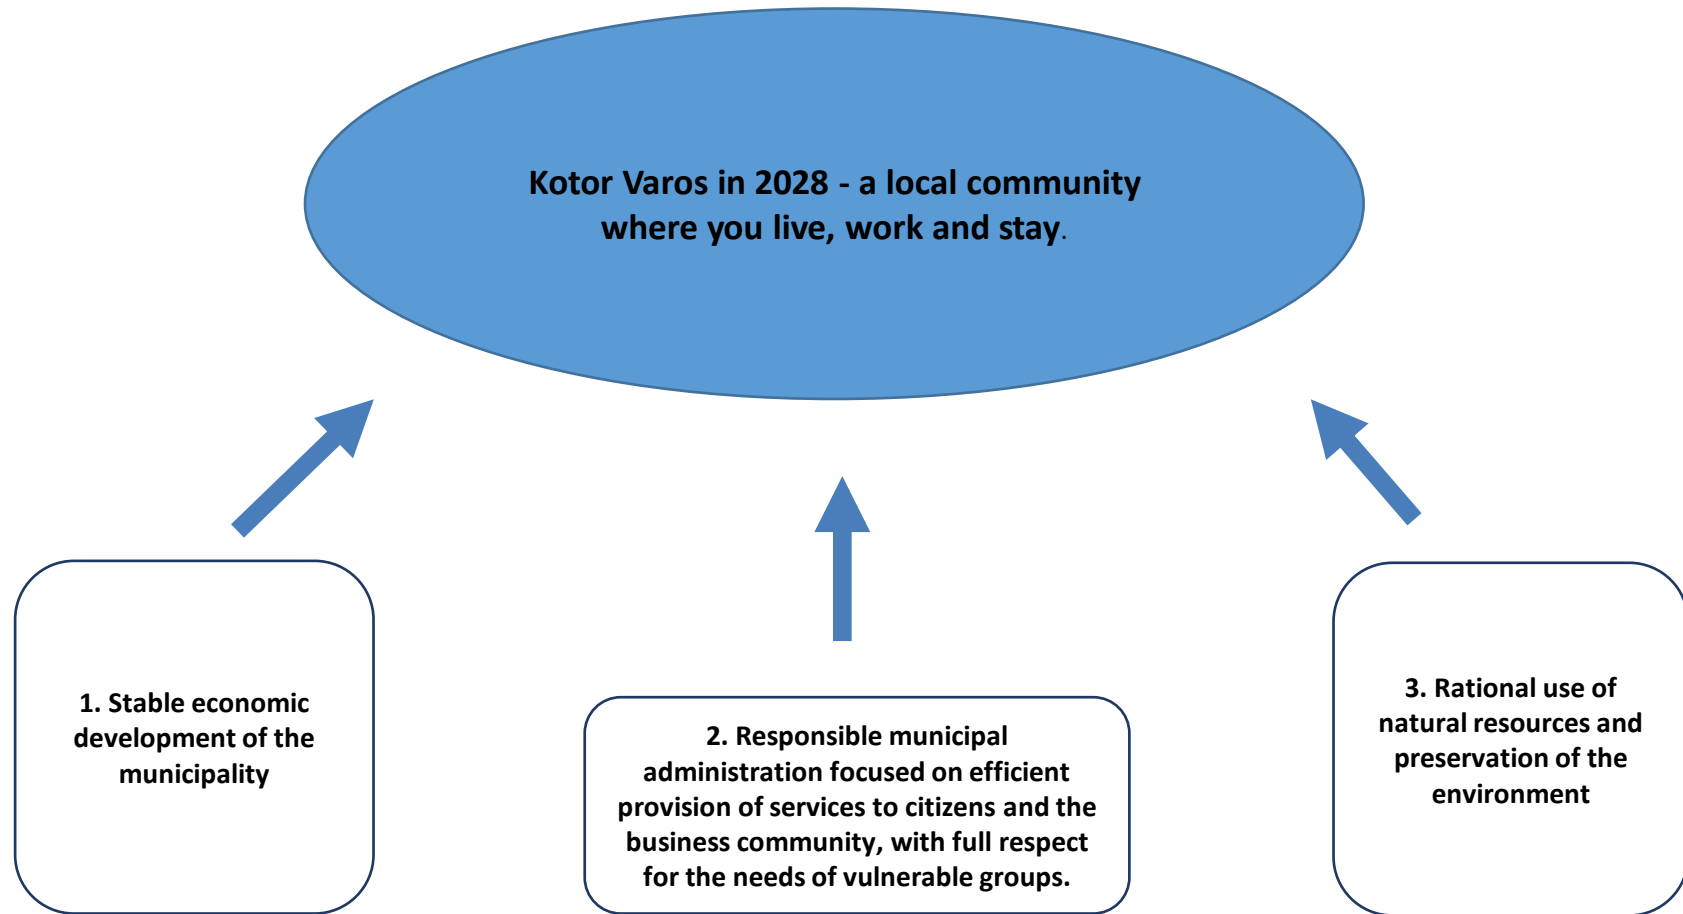 Kotor Varos in 2028 - a local community
where you live, work and stay.
1. Stable economic
development of the
municipality
2. Responsible municipal
administration focused on efficient
provision of services to citizens and the
business community, with full respect
for the needs of vulnerable groups.
3. Rational use of
natural resources and
preservation of the
environment